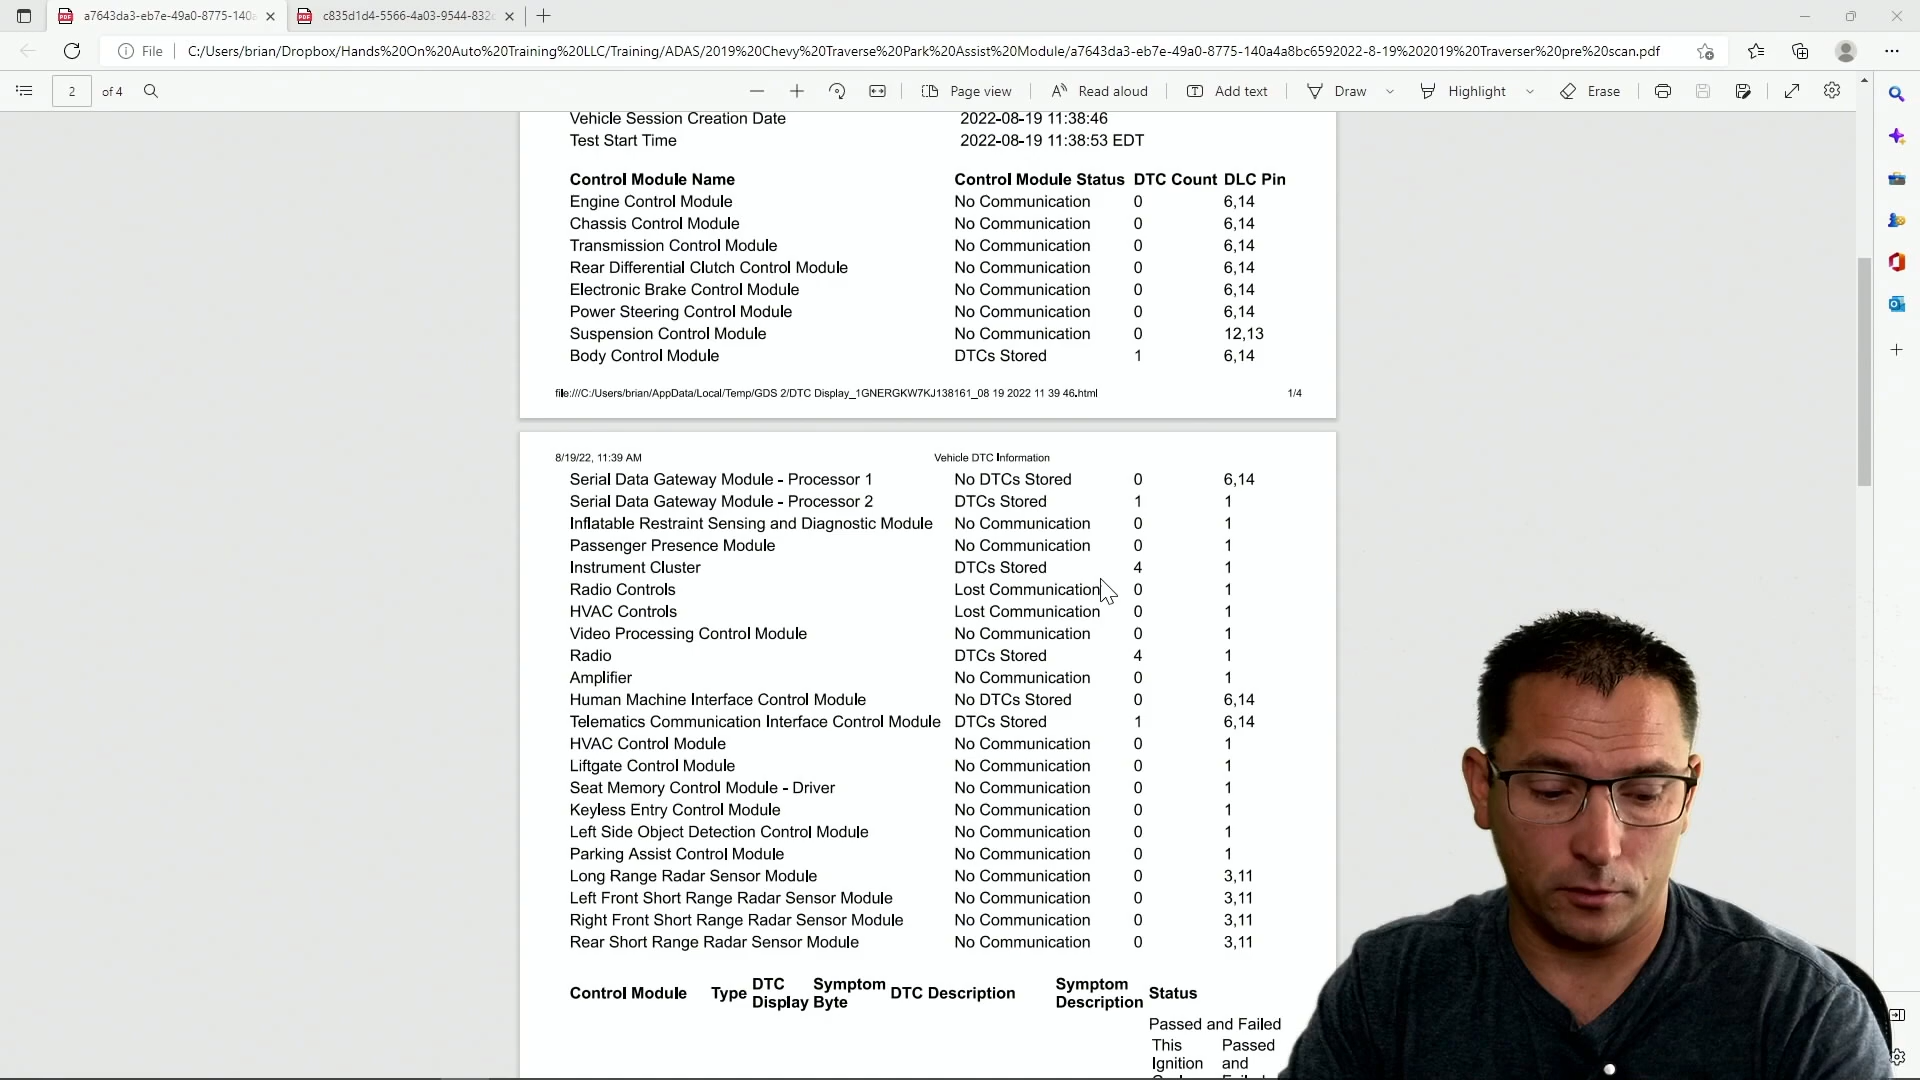 a7643da3-eb7e-49a0-8775-140a
c835d1d4-5566-4a03-9544-832c
File
C:/Users/brian/Dropbox/Hands%20On%20Auto%20Training%20LLC/Training/ADAS/2019%20Chevy%20Traverse%20Park%20Assist%20Module/a7643da3-eb7e-49a0-8775-140a4a8bc6592022-8-19%202019%20Traverser%20pre%20scan.pdf
2 of 4
Page view
Read aloud
Add text
Draw
Highlight
Erase
Vehicle Session Creation Date 2022-08-19 11:38:46
Test Start Time 2022-08-19 11:38:53 EDT
Control Module Name Control Module Status DTC Count DLC Pin
Engine Control Module No Communication 0 6,14
Chassis Control Module No Communication 0 6,14
Transmission Control Module No Communication 0 6,14
Rear Differential Clutch Control Module No Communication 0 6,14
Electronic Brake Control Module No Communication 0 6,14
Power Steering Control Module No Communication 0 6,14
Suspension Control Module No Communication 0 12,13
Body Control Module DTCs Stored 1 6,14
file:///C:/Users/brian/AppData/Local/Temp/GDS 2/DTC Display_1GNERGKW7KJ138161_08 19 2022 11 39 46.html 1/4
8/19/22, 11:39 AM Vehicle DTC Information
Serial Data Gateway Module - Processor 1 No DTCs Stored 0 6,14
Serial Data Gateway Module - Processor 2 DTCs Stored 1 1
Inflatable Restraint Sensing and Diagnostic Module No Communication 0 1
Passenger Presence Module No Communication 0 1
Instrument Cluster DTCs Stored 4 1
Radio Controls Lost Communication 0 1
HVAC Controls Lost Communication 0 1
Video Processing Control Module No Communication 0 1
Radio DTCs Stored 4 1
Amplifier No Communication 0 1
Human Machine Interface Control Module No DTCs Stored 0 6,14
Telematics Communication Interface Control Module DTCs Stored 1 6,14
HVAC Control Module No Communication 0 1
Liftgate Control Module No Communication 0 1
Seat Memory Control Module - Driver No Communication 0 1
Keyless Entry Control Module No Communication 0 1
Left Side Object Detection Control Module No Communication 0 1
Parking Assist Control Module No Communication 0 1
Long Range Radar Sensor Module No Communication 0 3,11
Left Front Short Range Radar Sensor Module No Communication 0 3,11
Right Front Short Range Radar Sensor Module No Communication 0 3,11
Rear Short Range Radar Sensor Module No Communication 0 3,11
DTC Symptom Symptom
Control Module Type DTC Description Status
Display Byte Description
Passed and Failed
This Passed
Ignition and